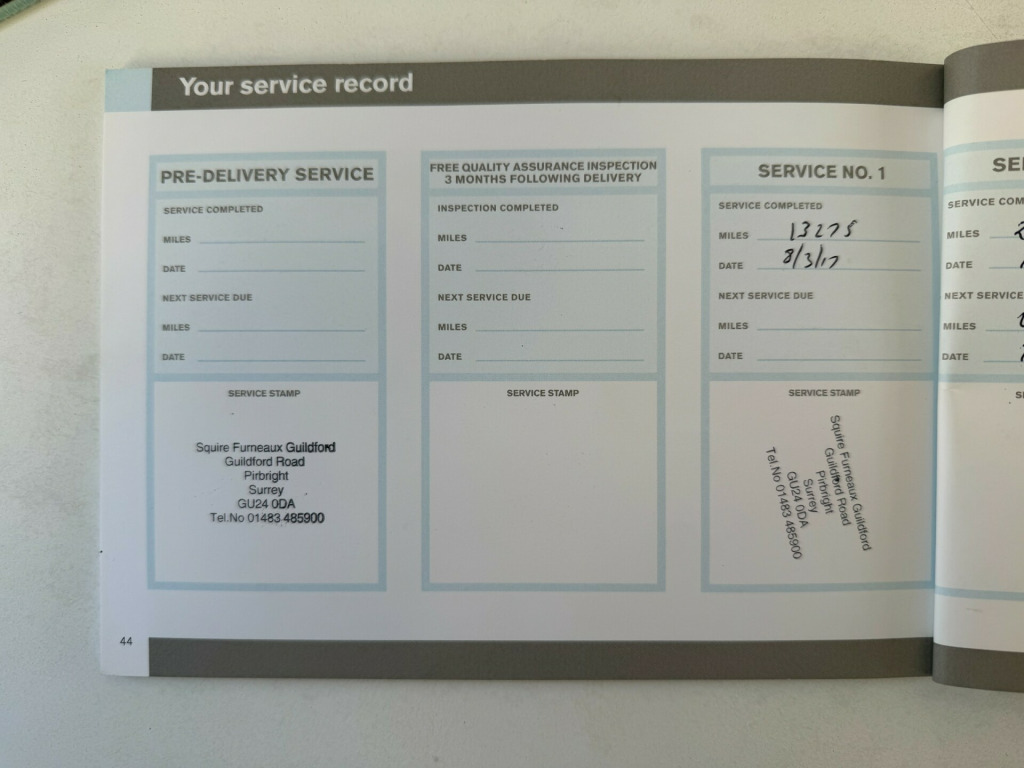 Your service record
PRE-DELIVERY SERVICE
SERVICE COMPLETED
MILES
DATE
NEXT SERVICE DUE
MILES
DATE
SERVICE STAMP
Squire Furneaux Guildford
Guildford Road
Pirbright
Surrey
GU24 0DA
Tel.No 01483 485900
FREE QUALITY ASSURANCE INSPECTION
3 MONTHS FOLLOWING DELIVERY
INSPECTION COMPLETED
MILES
DATE
NEXT SERVICE DUE
MILES
DATE
SERVICE STAMP
SERVICE NO. 1
SERVICE COMPLETED
MILES 13275
DATE 8/3/17
NEXT SERVICE DUE
MILES
DATE
SERVICE STAMP
Squire Furneaux Guildford
Guildford Road
Pirbright
Surrey
GU24 0DA
Tel.No 01483 485900
SE
SERVICE COM
MILES
DATE
NEXT SERVICE
MILES
DATE
44